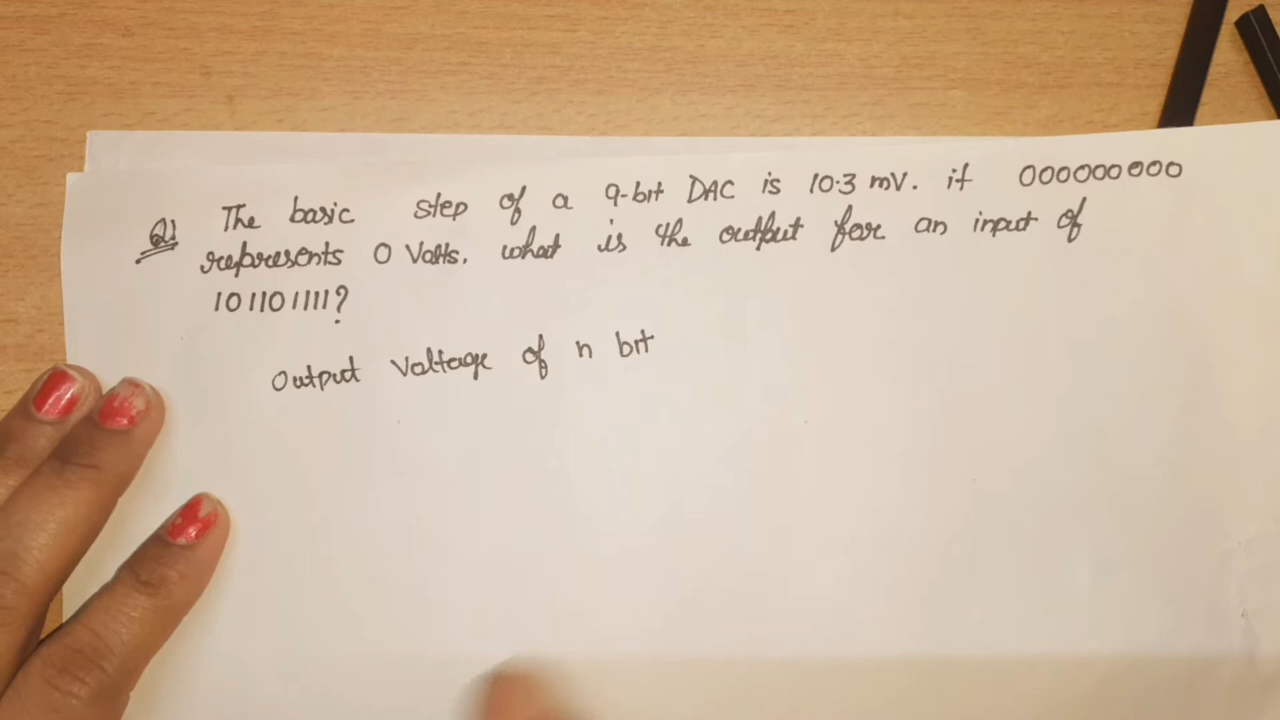 Q1 The basic step of a 9-bit DAC is 10.3 mV. if 000000000
represents 0 Volts. what is the output for an input of
101101111?
Output Voltage of n bit